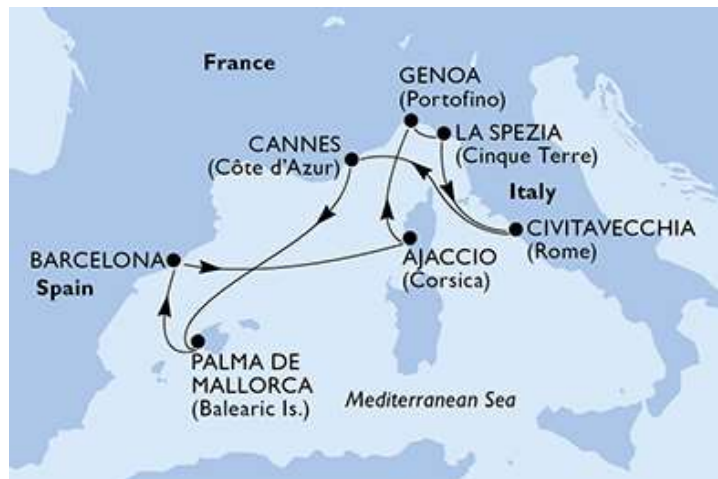 France
GENOA
(Portofino)
LA SPEZIA
(Cinque Terre)
CANNES
(Côte d'Azur)
Italy
CIVITAVECCHIA
(Rome)
BARCELONA
Spain
AJACCIO
(Corsica)
PALMA DE
MALLORCA
(Balearic Is.)
Mediterranean Sea